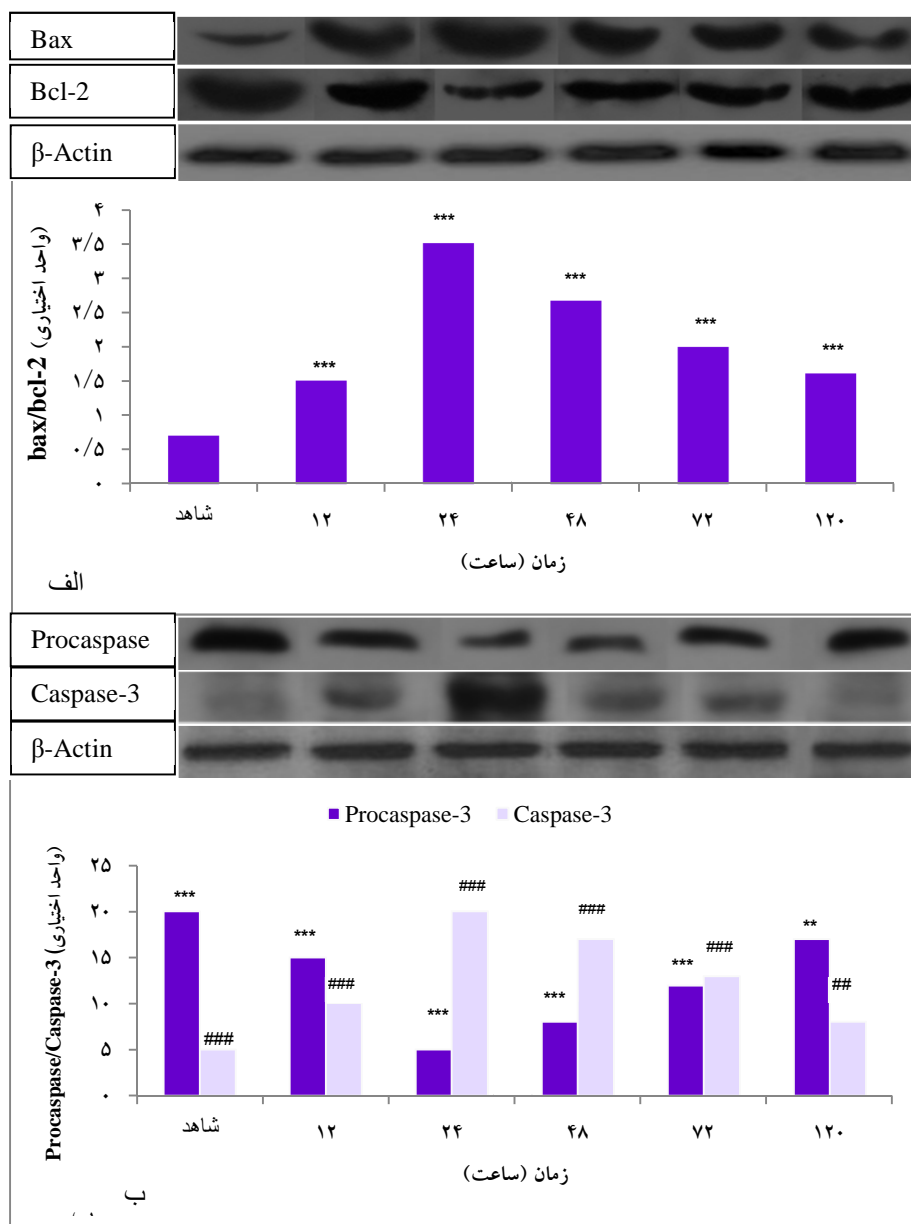 Bax
Bcl-2
β-Actin
bax/bcl-2 (واحد اختیاری)
۴
۳/۵
۳
۲/۵
۲
۱/۵
۱
۰/۵
۰
*** *** *** *** ***
شاهد ۱۲ ۲۴ ۴۸ ۷۲ ۱۲۰
زمان (ساعت)
الف
Procaspase
Caspase-3
β-Actin
Procaspase-3 Caspase-3
Procaspase/Caspase-3 (واحد اختیاری)
۲۵
۲۰
۱۵
۱۰
۵
۰
*** ### *** ### *** ### *** ### *** ### ** ##
شاهد ۱۲ ۲۴ ۴۸ ۷۲ ۱۲۰
زمان (ساعت)
ب